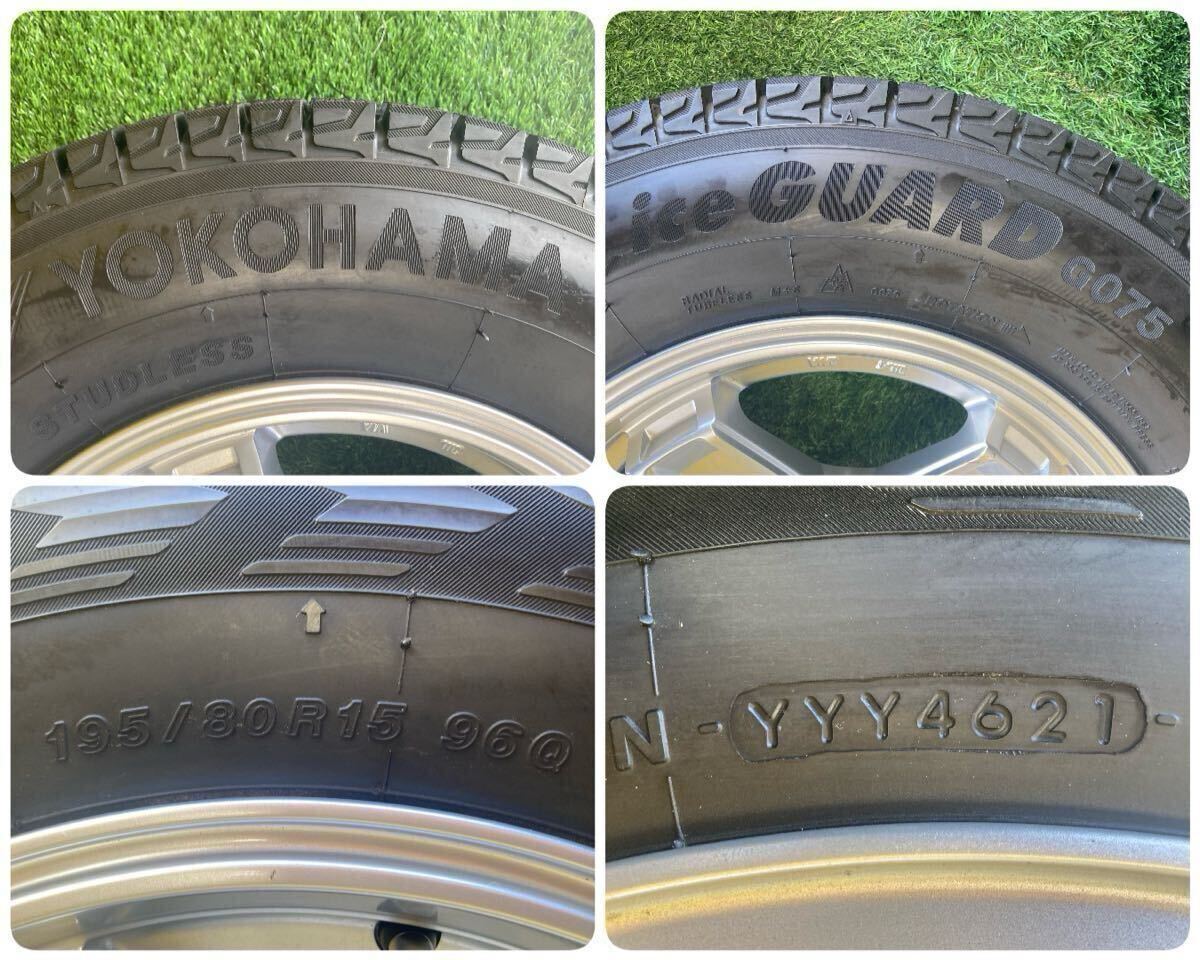 YOKOHAMA
STUDLESS
iceGUARD G075
RADIAL
TUBELESS M+S
195/80R15 96Q
N - YYY4621 -